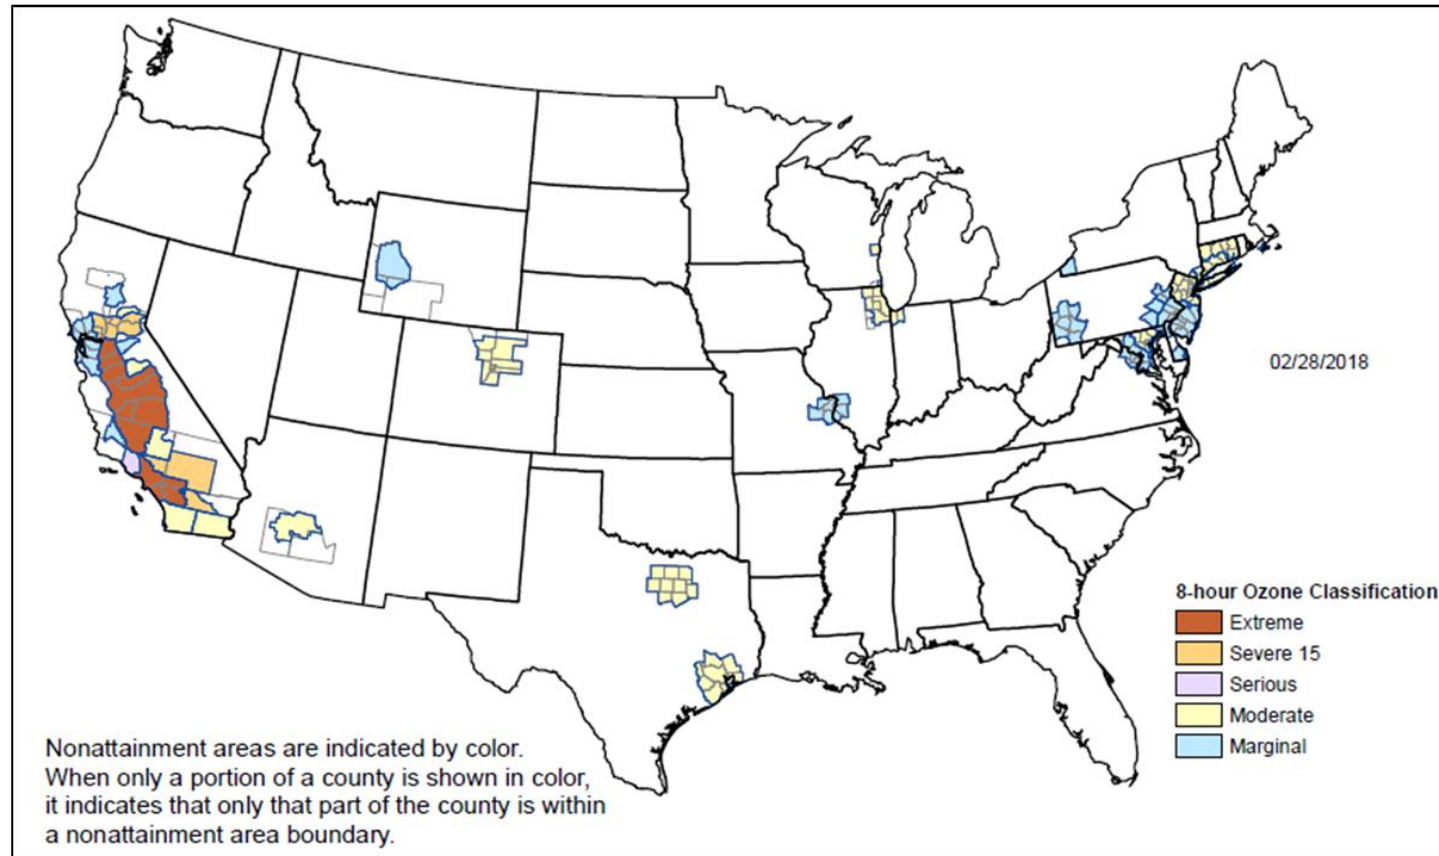 02/28/2018
8-hour Ozone Classification
Extreme
Severe 15
Serious
Moderate
Marginal
Nonattainment areas are indicated by color.
When only a portion of a county is shown in color,
it indicates that only that part of the county is within
a nonattainment area boundary.